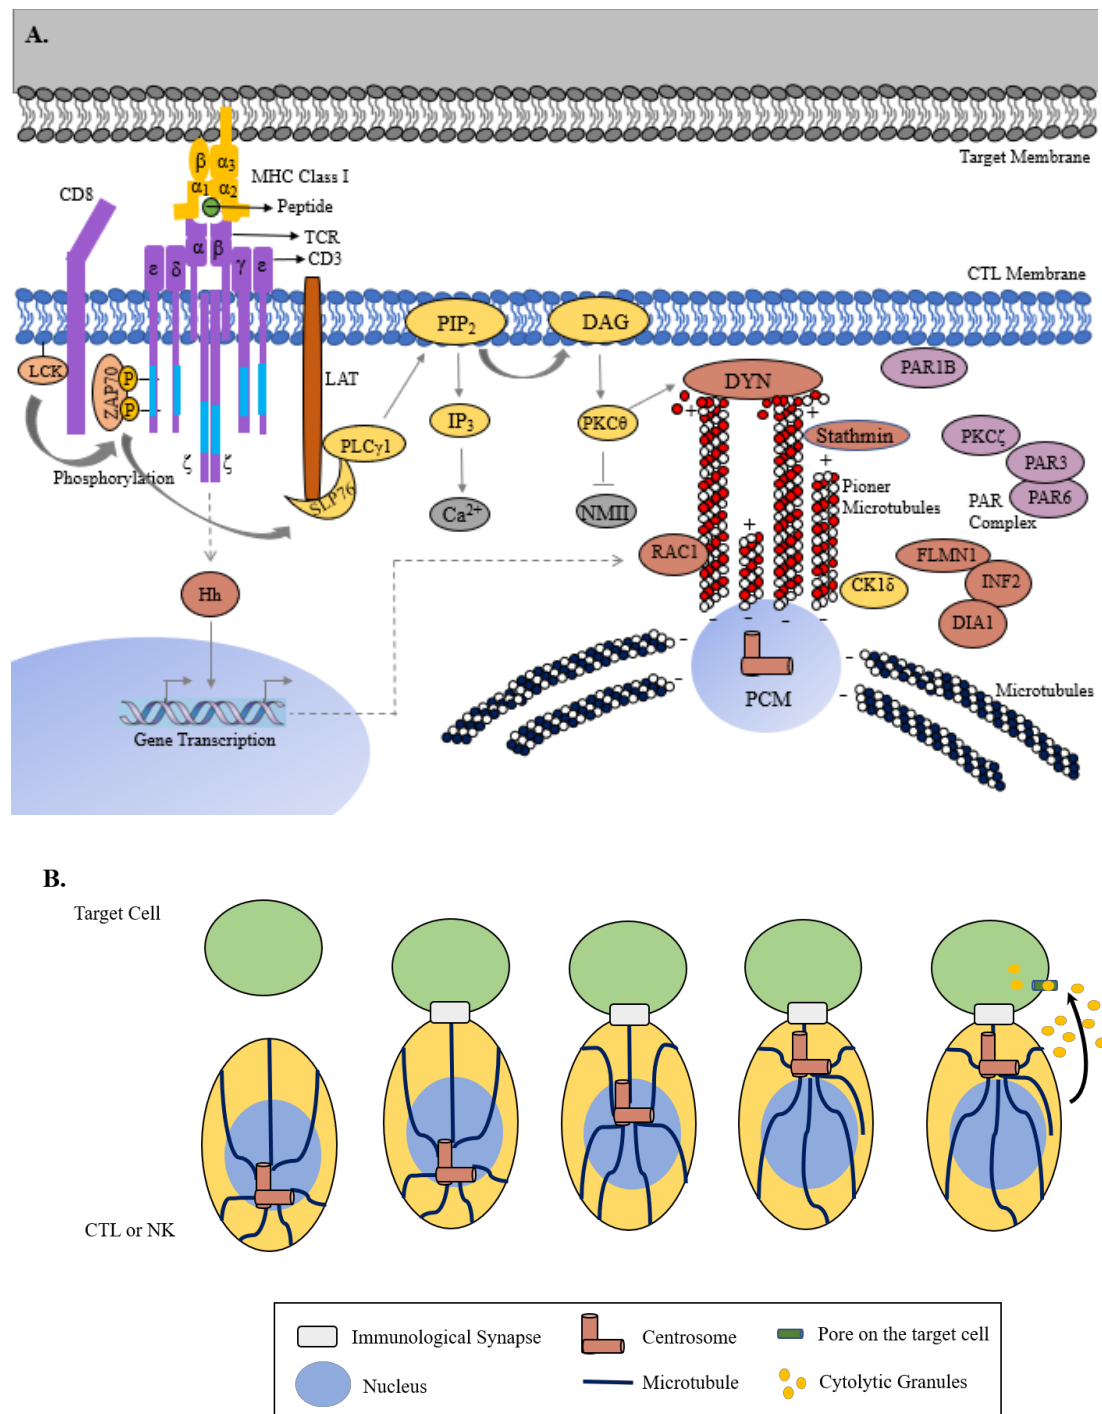 A.
Target Membrane
β α3
α1 α2
MHC Class I
Peptide
CD8
TCR
α β
CD3
ε δ γ ε
CTL Membrane
PIP2
DAG
LCK
ZAP70
P
P
LAT
DYN
PAR1B
IP3
PKCθ
+
+
Stathmin
PKCζ
PLCγ1
ζ ζ
Phosphorylation
+
PAR3
SLP76
Pioner
Microtubules
PAR6
PAR
Complex
Ca2+
NMII
+
RAC1
FLMN1
CK1δ
INF2
Hh
DIA1
- - - -
- -
- -
PCM
Microtubules
Gene Transcription
B.
Target Cell
CTL or NK
Immunological Synapse
Centrosome
Pore on the target cell
Nucleus
Microtubule
Cytolytic Granules